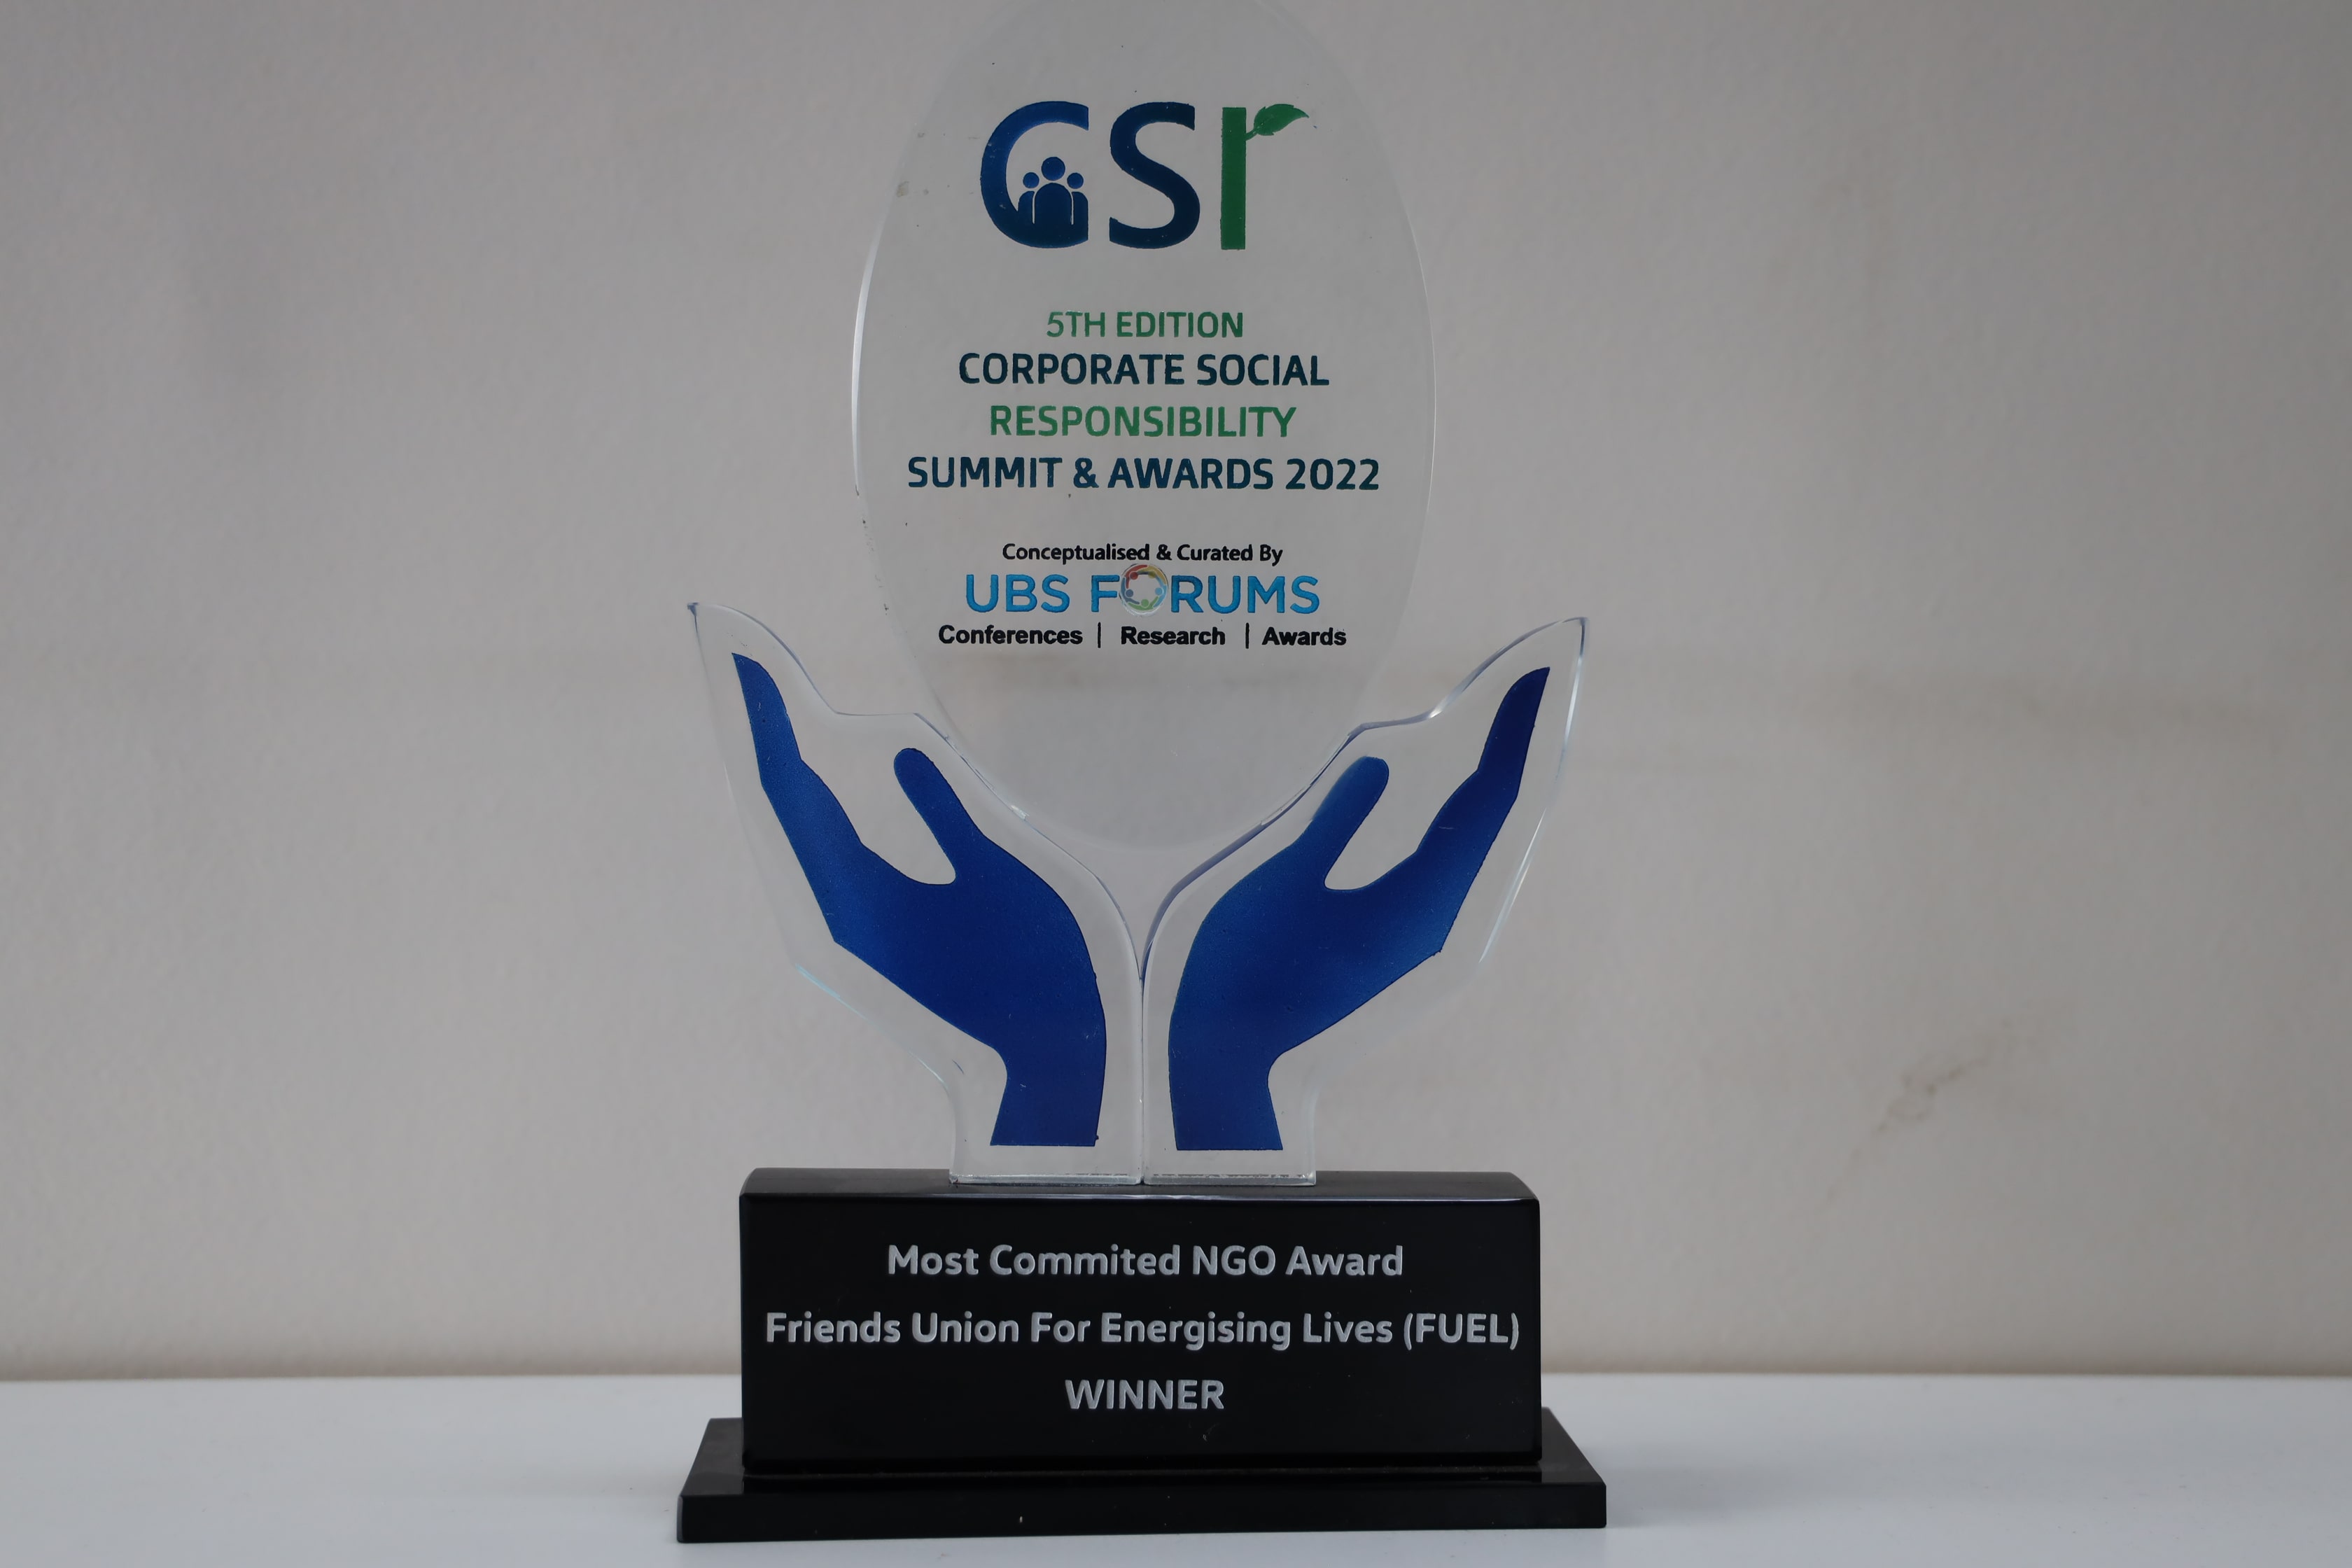 CSr
5TH EDITION
CORPORATE SOCIAL
RESPONSIBILITY
SUMMIT & AWARDS 2022
Conceptualised & Curated By
UBS FORUMS
Conferences | Research | Awards
Most Commited NGO Award
Friends Union For Energising Lives (FUEL)
WINNER